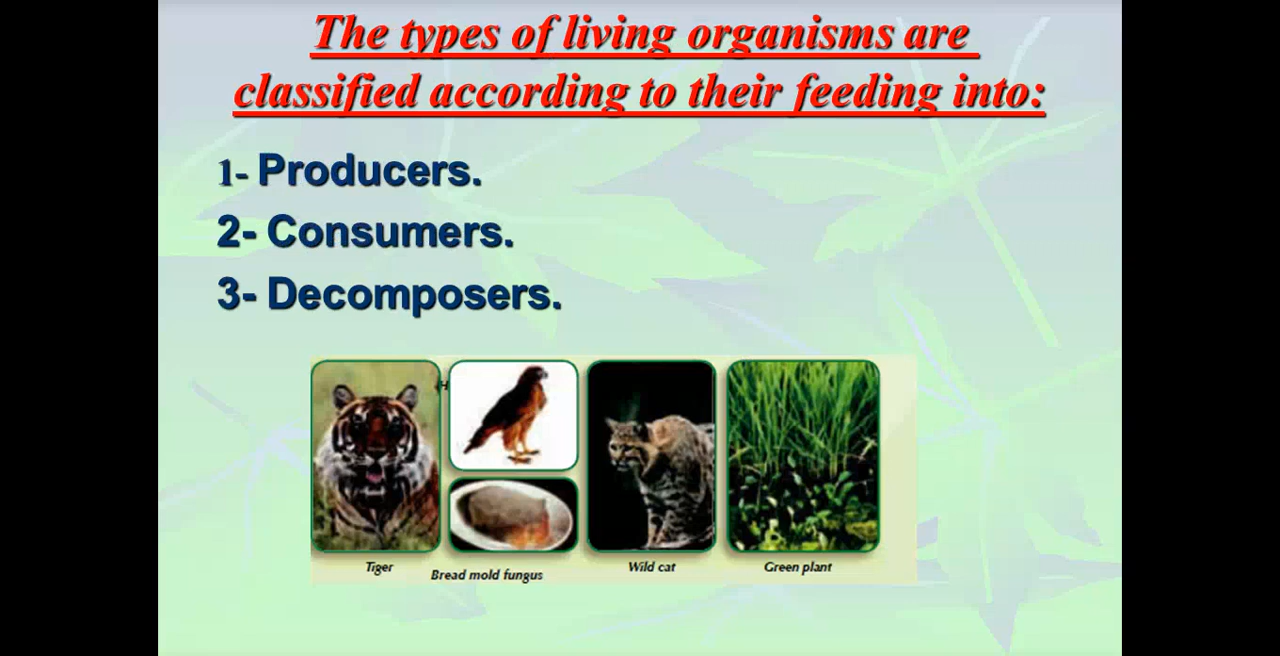 The types of living organisms are
classified according to their feeding into:
1- Producers.
2- Consumers.
3- Decomposers.
Tiger
Bread mold fungus
Wild cat
Green plant